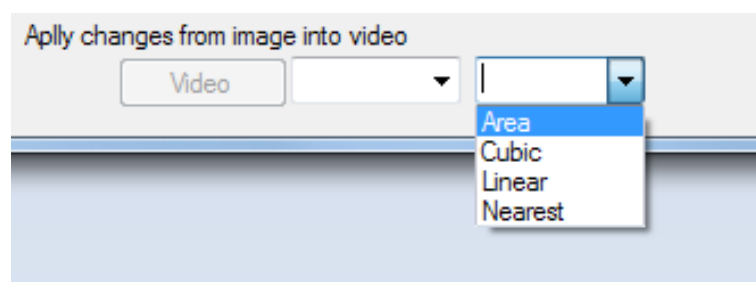 Aplly changes from image into video
Video
Area
Cubic
Linear
Nearest